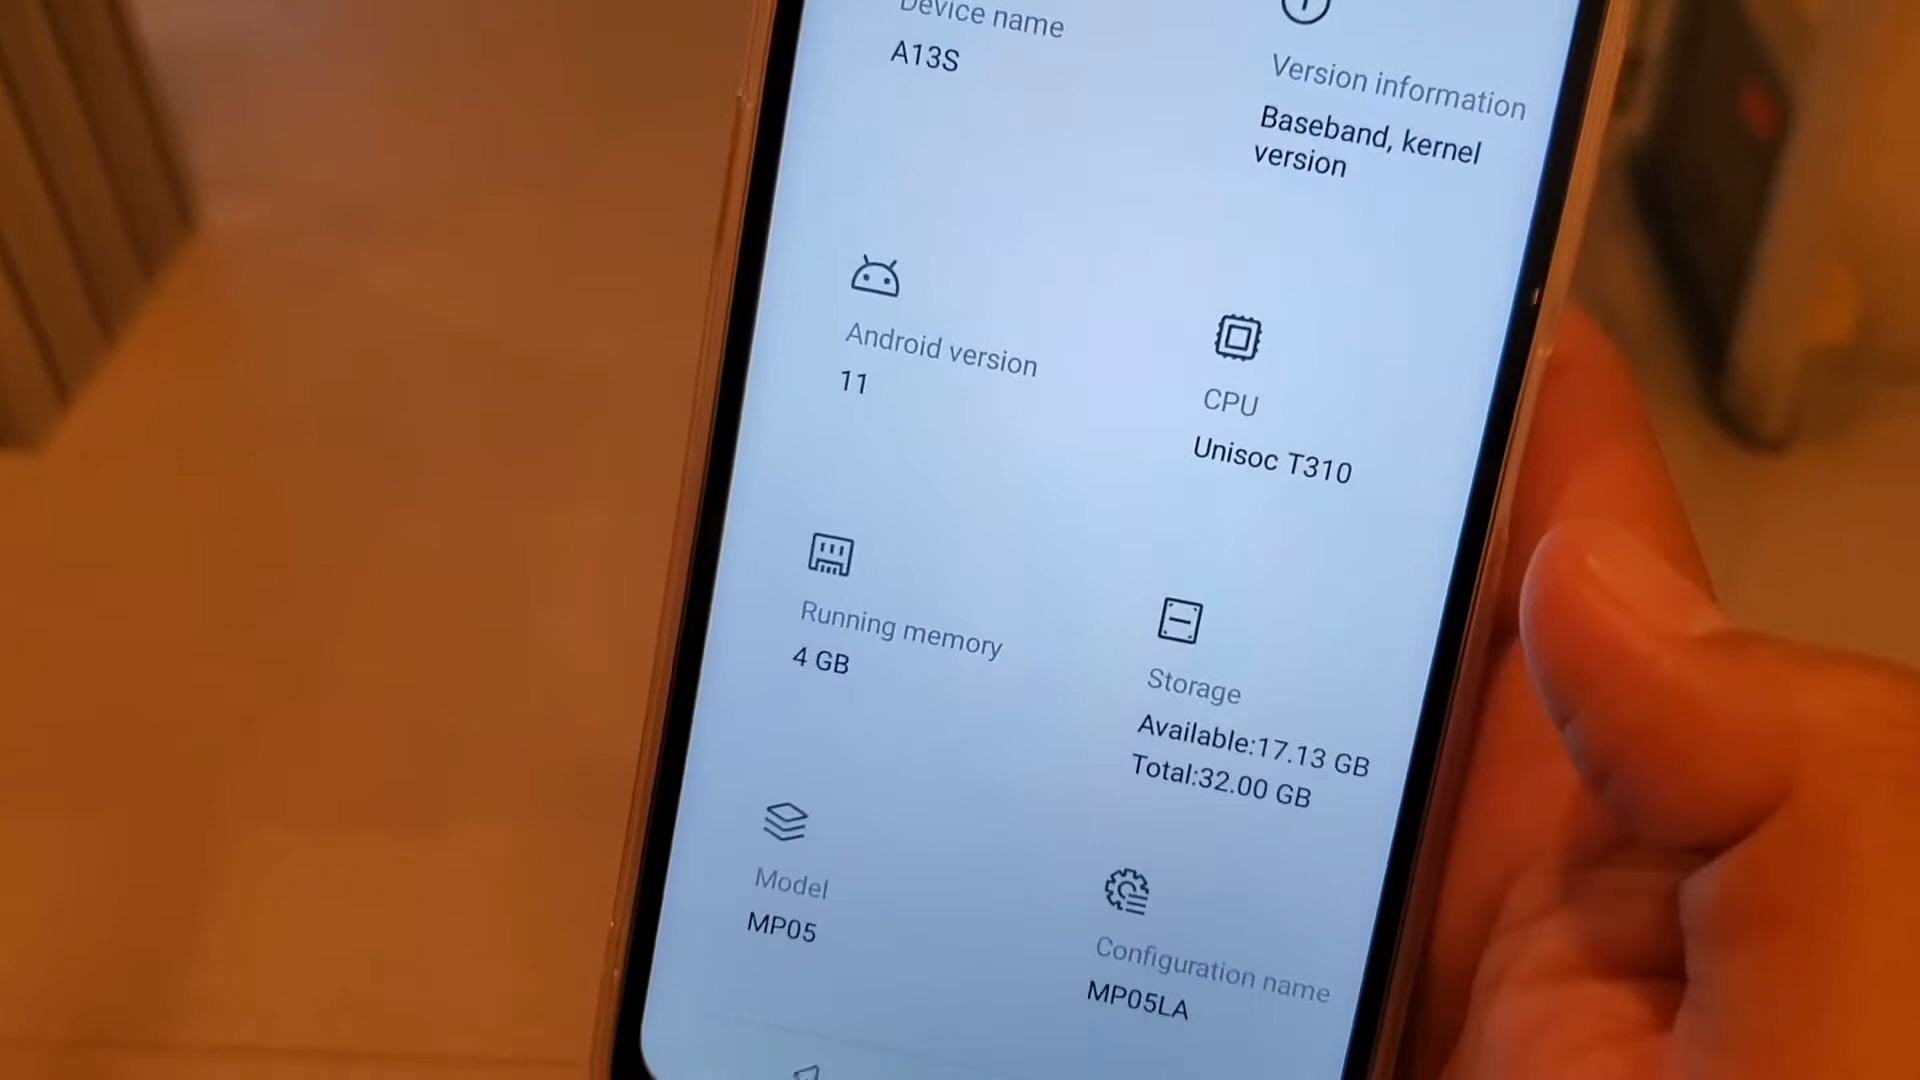 Device name
A13S
Version information
Baseband, kernel
version
Android version
11
CPU
Unisoc T310
Running memory
4 GB
Storage
Available:17.13 GB
Total:32.00 GB
Model
MP05
Configuration name
MP05LA